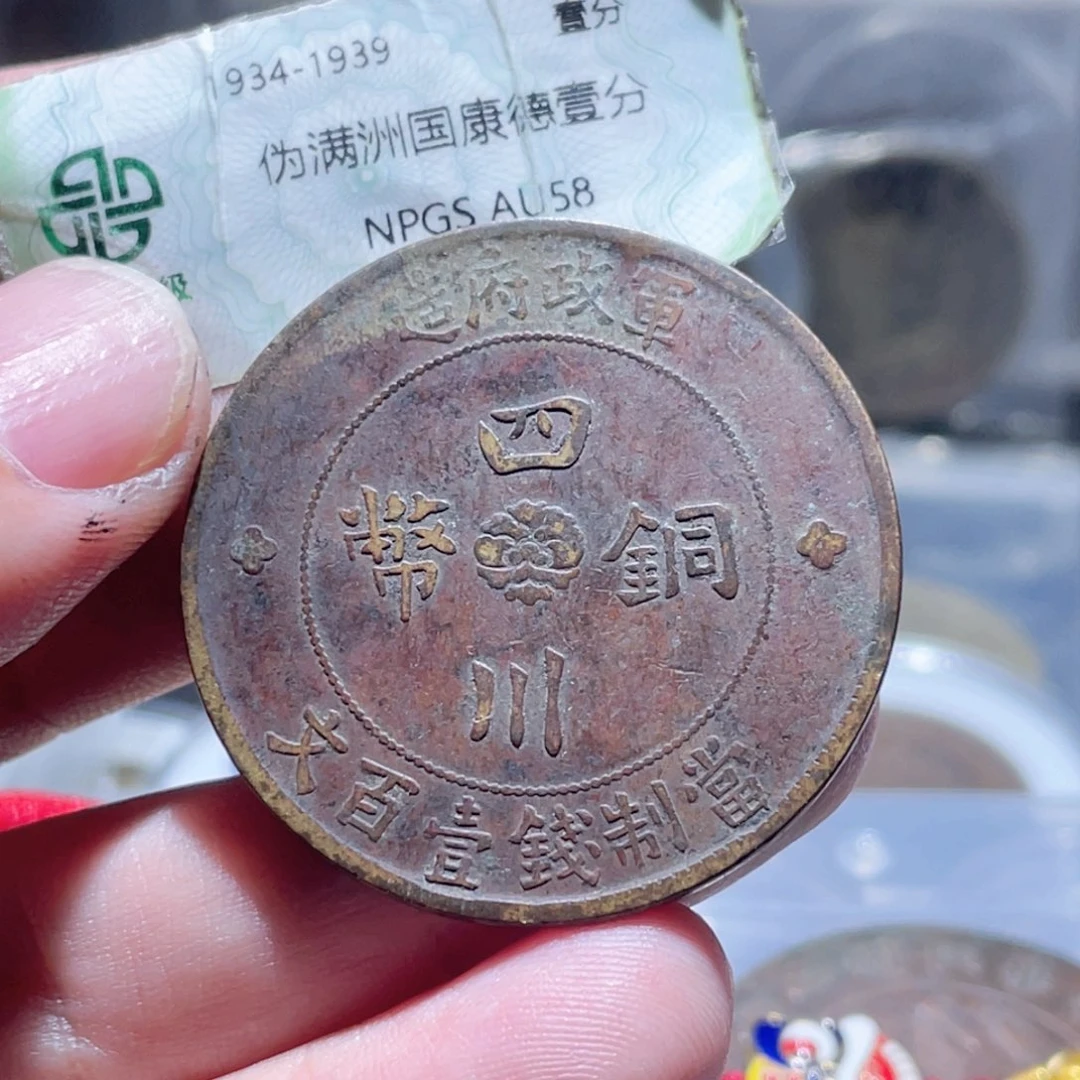 壹分
1934-1939
伪满洲国康德壹分
NPGS AU58
级
軍政府造
四川
銅幣
當制錢壹百文